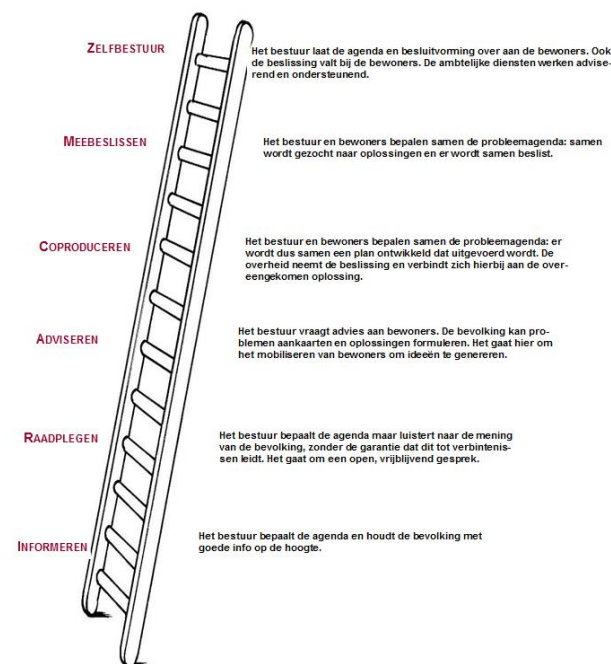 ZELFBESTUUR
Het bestuur laat de agenda en besluitvorming over aan de bewoners. Ook
de beslissing valt bij de bewoners. De ambtelijke diensten werken advise-
rend en ondersteunend.
MEEBESLISSEN
Het bestuur en bewoners bepalen samen de probleemagenda: samen
wordt gezocht naar oplossingen en er wordt samen beslist.
COPRODUCEREN
Het bestuur en bewoners bepalen samen de probleemagenda: er
wordt dus samen een plan ontwikkeld dat uitgevoerd wordt. De
overheid neemt de beslissing en verbindt zich hierbij aan de over-
eengekomen oplossing.
ADVISEREN
Het bestuur vraagt advies aan bewoners. De bevolking kan pro-
blemen aankaarten en oplossingen formuleren. Het gaat hier om
het mobiliseren van bewoners om ideeën te genereren.
RAADPLEGEN
Het bestuur bepaalt de agenda maar luistert naar de mening
van de bevolking, zonder de garantie dat dit tot verbintenis-
sen leidt. Het gaat om een open, vrijblijvend gesprek.
INFORMEREN
Het bestuur bepaalt de agenda en houdt de bevolking met
goede info op de hoogte.